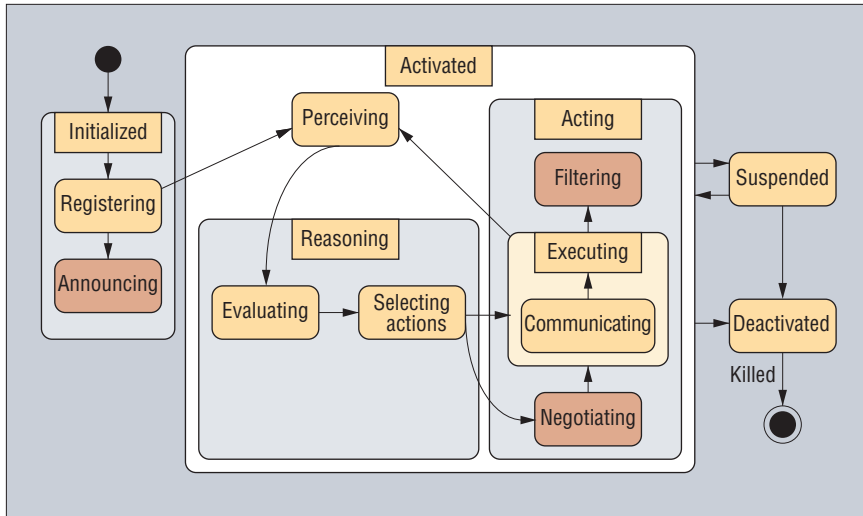 Activated
Initialized
Perceiving
Acting
Registering
Filtering
Suspended
Reasoning
Executing
Announcing
Evaluating
Selecting
actions
Communicating
Deactivated
Killed
Negotiating